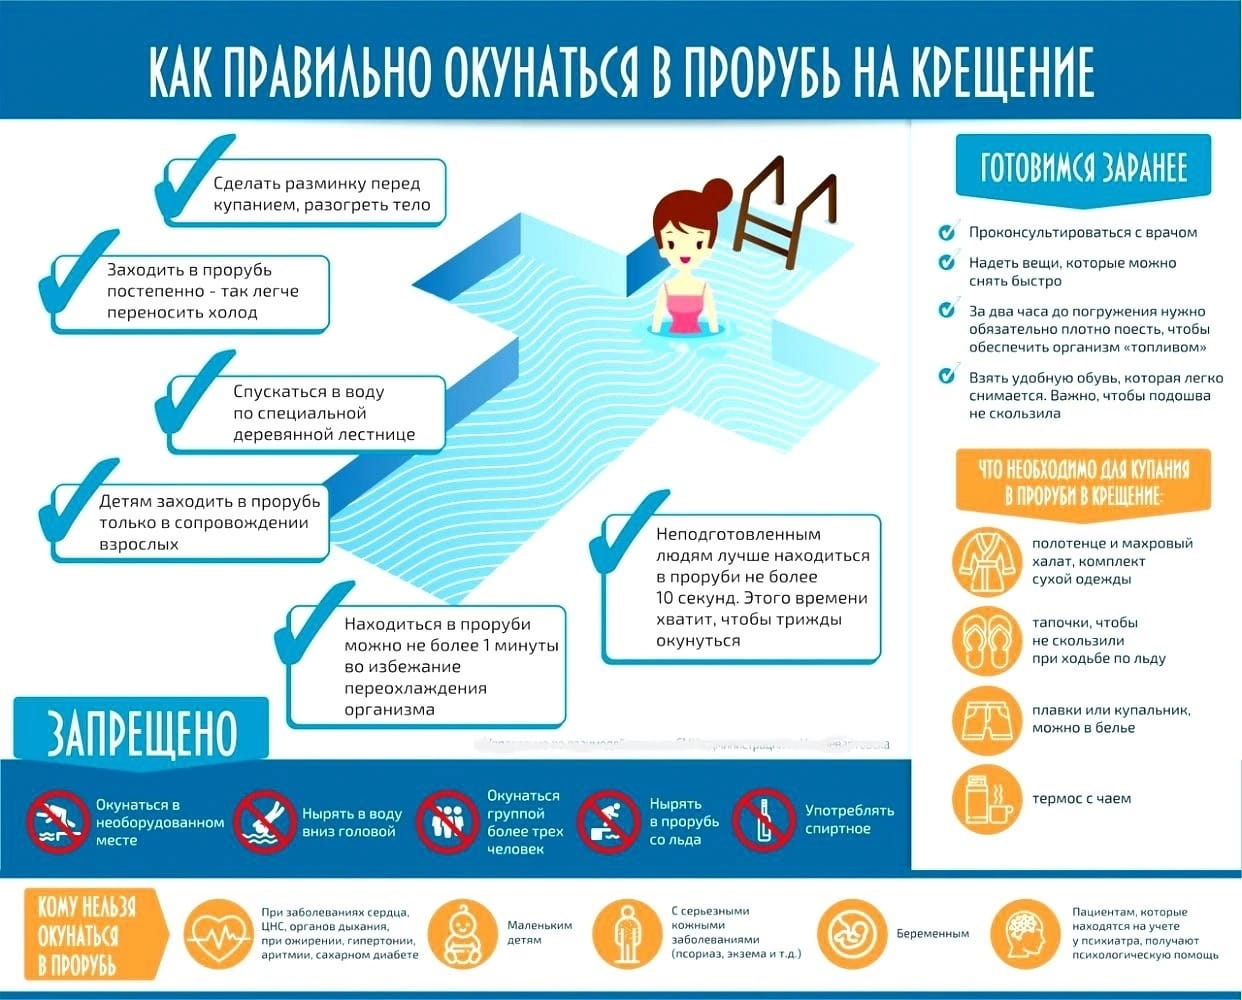 КАК ПРАВИЛЬНО ОКУНАТЬСЯ В ПРОРУБЬ НА КРЕЩЕНИЕ
Сделать разминку перед
купанием, разогреть тело
Заходить в прорубь
постепенно - так легче
переносить холод
Спускаться в воду
по специальной
деревянной лестнице
Детям заходить в прорубь
только в сопровождении
взрослых
Находиться в проруби
можно не более 1 минуты
во избежание
переохлаждения
организма
Неподготовленным
людям лучше находиться
в проруби не более
10 секунд. Этого времени
хватит, чтобы трижды
окунуться
ГОТОВИМСЯ ЗАРАНЕЕ
Проконсультироваться с врачом
Надеть вещи, которые можно
снять быстро
За два часа до погружения нужно
обязательно плотно поесть, чтобы
обеспечить организм «топливом»
Взять удобную обувь, которая легко
снимается. Важно, чтобы подошва
не скользила
ЧТО НЕОБХОДИМО ДЛЯ КУПАНИЯ
В ПРОРУБИ В КРЕЩЕНИЕ:
полотенце и махровый
халат, комплект
сухой одежды
тапочки, чтобы
не скользили
при ходьбе по льду
плавки или купальник,
можно в белье
термос с чаем
ЗАПРЕЩЕНО
Окунаться в
необорудованном
месте
Нырять в воду
вниз головой
Окунаться
группой
более трех
человек
Нырять
в прорубь
со льда
Употреблять
спиртное
КОМУ НЕЛЬЗЯ
ОКУНАТЬСЯ
В ПРОРУБЬ
При заболеваниях сердца,
ЦНС, органов дыхания,
при ожирении, гипертонии,
аритмии, сахарном диабете
Маленьким
детям
С серьезными
кожными
заболеваниями
(псориаз, экзема и т.д.)
Беременным
Пациентам, которые
находятся на учете
у психиатра, получают
психологическую помощь